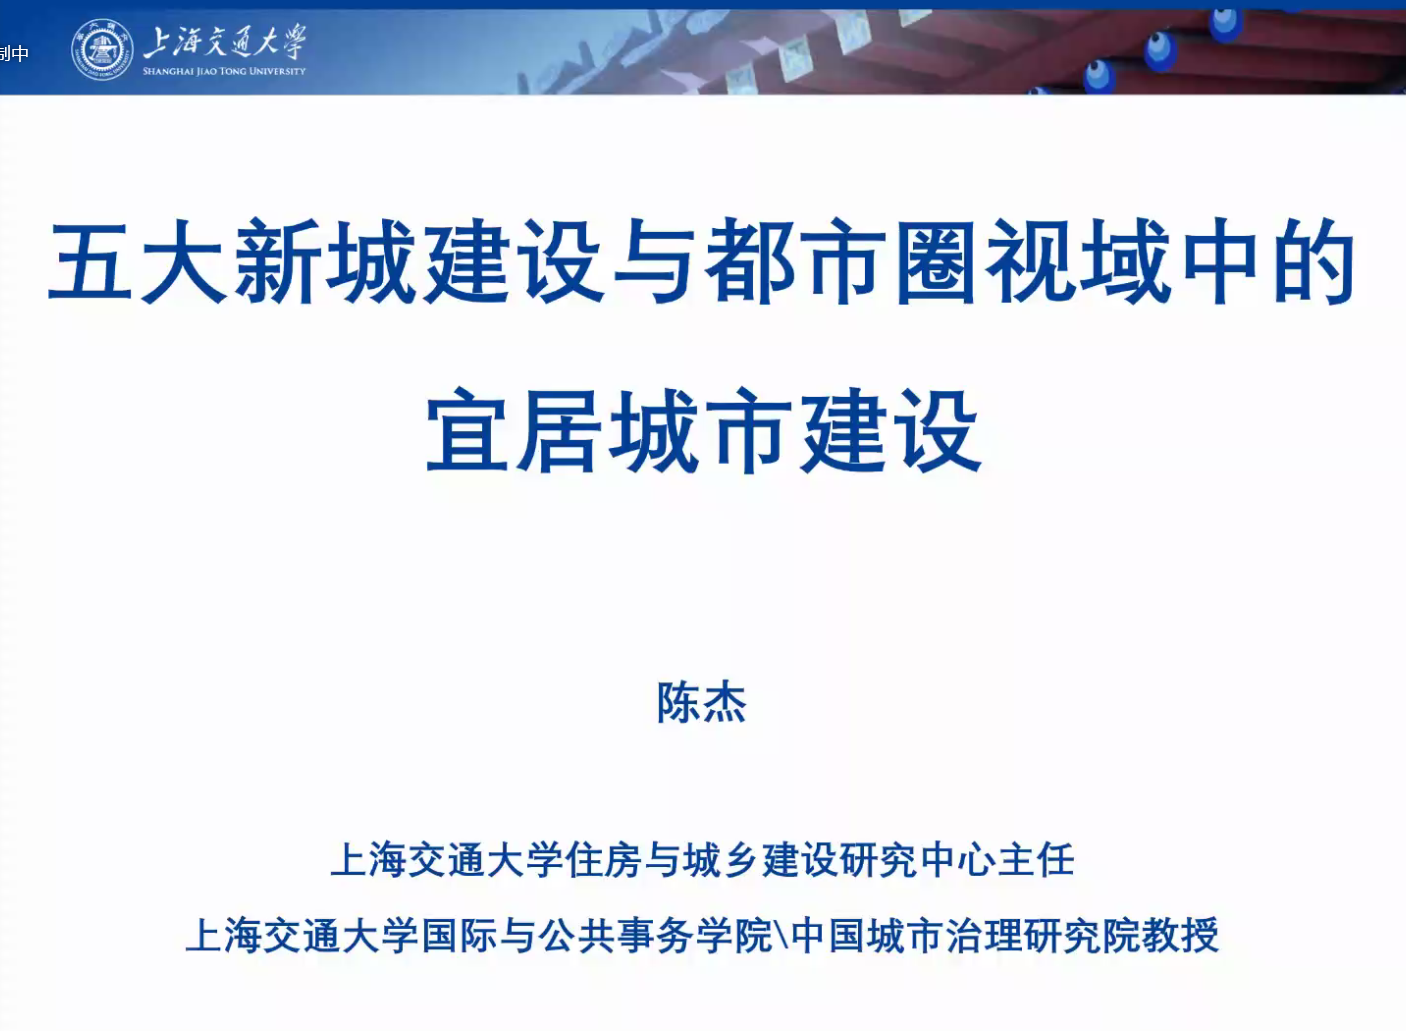 制中
上海交通大学
SHANGHAI JIAO TONG UNIVERSITY
五大新城建设与都市圈视域中的
宜居城市建设
陈杰
上海交通大学住房与城乡建设研究中心主任
上海交通大学国际与公共事务学院\中国城市治理研究院教授